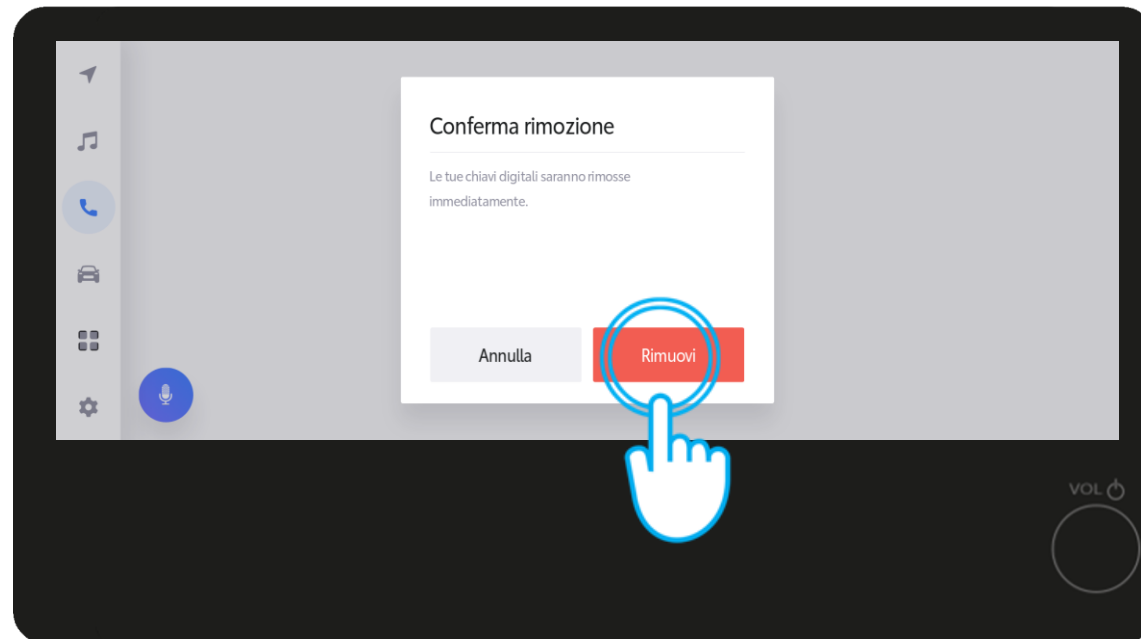 Conferma rimozione
Le tue chiavi digitali saranno rimosse
immediatamente.
Annulla
Rimuovi
VOL